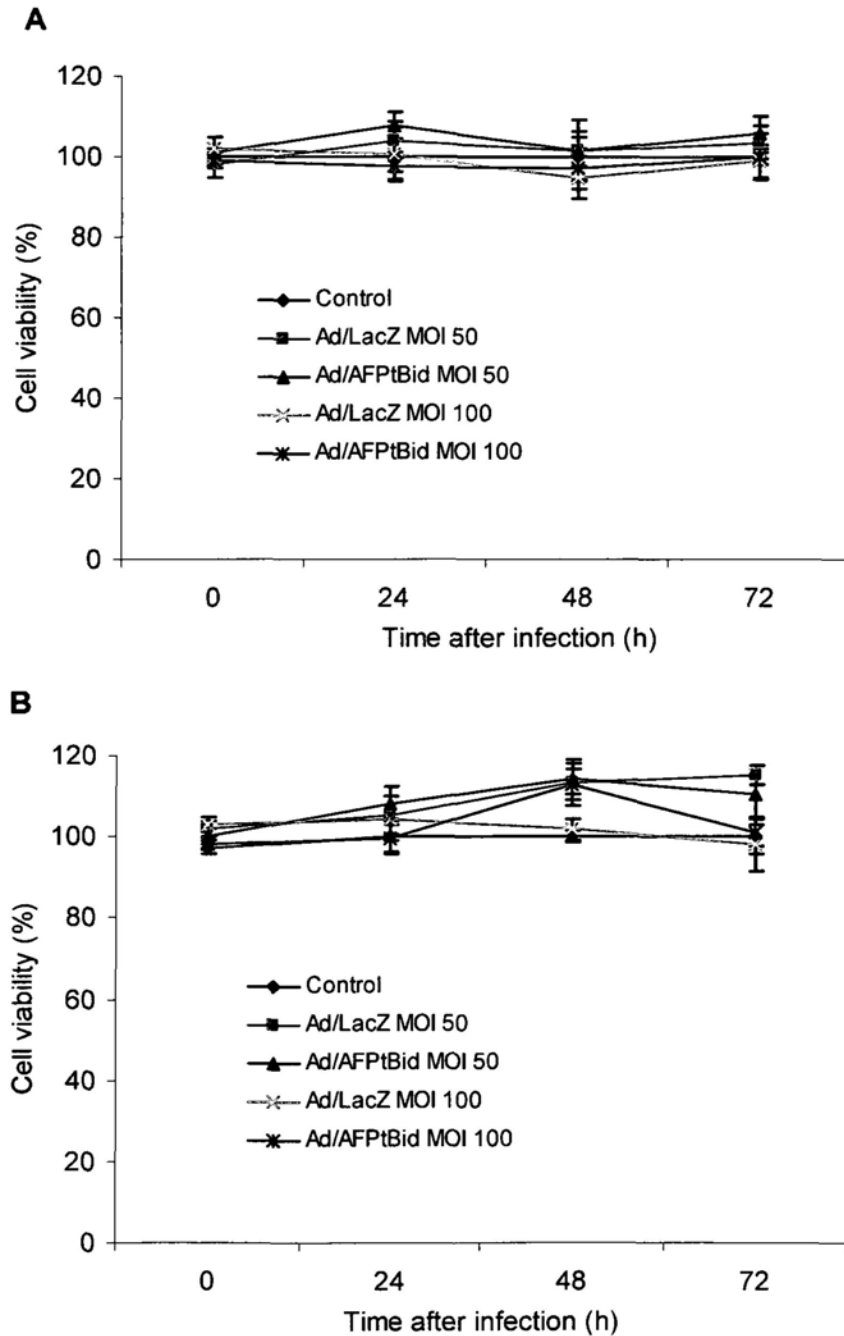 A
120
100
80
60
40
20
0
Cell viability (%)
Control
Ad/LacZ MOI 50
Ad/AFPtBid MOI 50
Ad/LacZ MOI 100
Ad/AFPtBid MOI 100
0 24 48 72
Time after infection (h)
B
120
100
80
60
40
20
0
Cell viability (%)
Control
Ad/LacZ MOI 50
Ad/AFPtBid MOI 50
Ad/LacZ MOI 100
Ad/AFPtBid MOI 100
0 24 48 72
Time after infection (h)